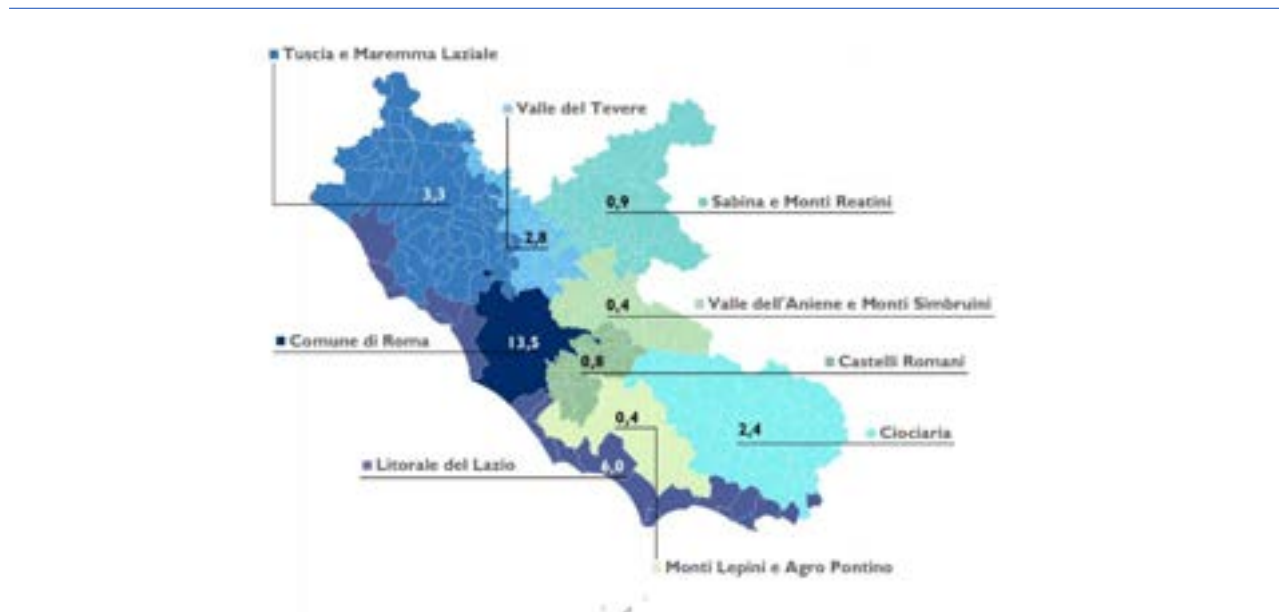 Tuscia e Maremma Laziale
Valle del Tevere
3,3
0,9
Sabina e Monti Reatini
2,8
0,4
Valle dell'Aniene e Monti Simbruini
Comune di Roma
13,5
0,8
Castelli Romani
0,4
2,4
Ciociaria
Litorale del Lazio
6,0
Monti Lepini e Agro Pontino